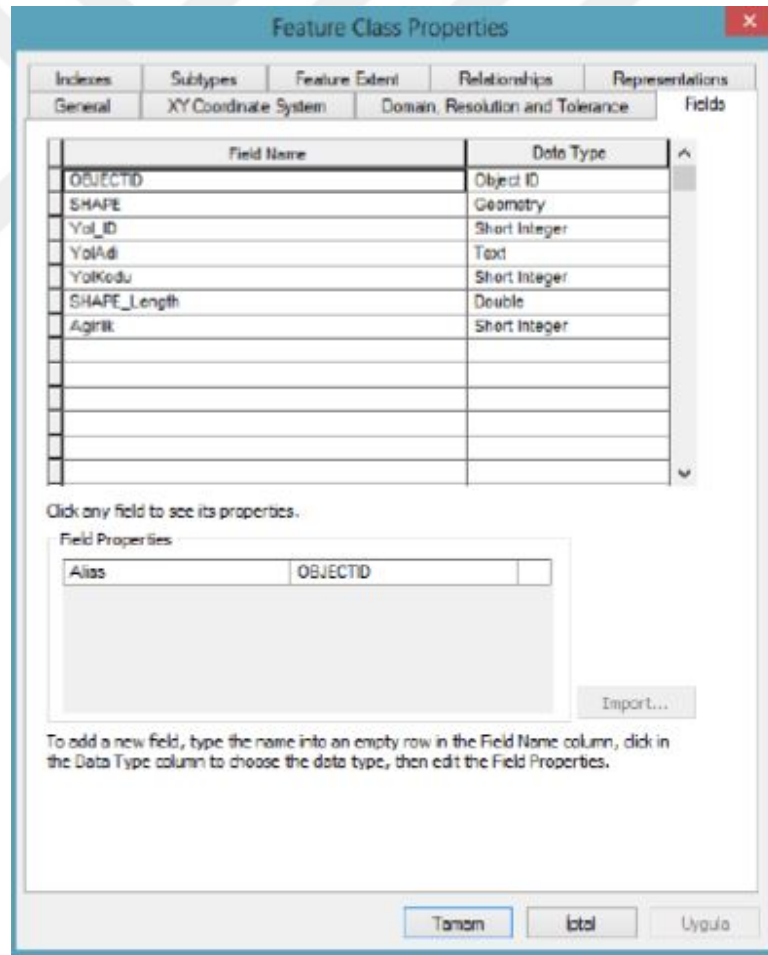 Feature Class Properties
Indexes Subtypes Feature Extent Relationships Representations
General XY Coordinate System Domain, Resolution and Tolerance Fields
Field Name Data Type
OBJECTID Object ID
SHAPE Geometry
Yol_ID Short Integer
YolAdi Text
YolKodu Short Integer
SHAPE_Length Double
Agirlik Short Integer
Click any field to see its properties.
Field Properties
Alias OBJECTID
Import...
To add a new field, type the name into an empty row in the Field Name column, click in
the Data Type column to choose the data type, then edit the Field Properties.
Tamam İptal Uygula